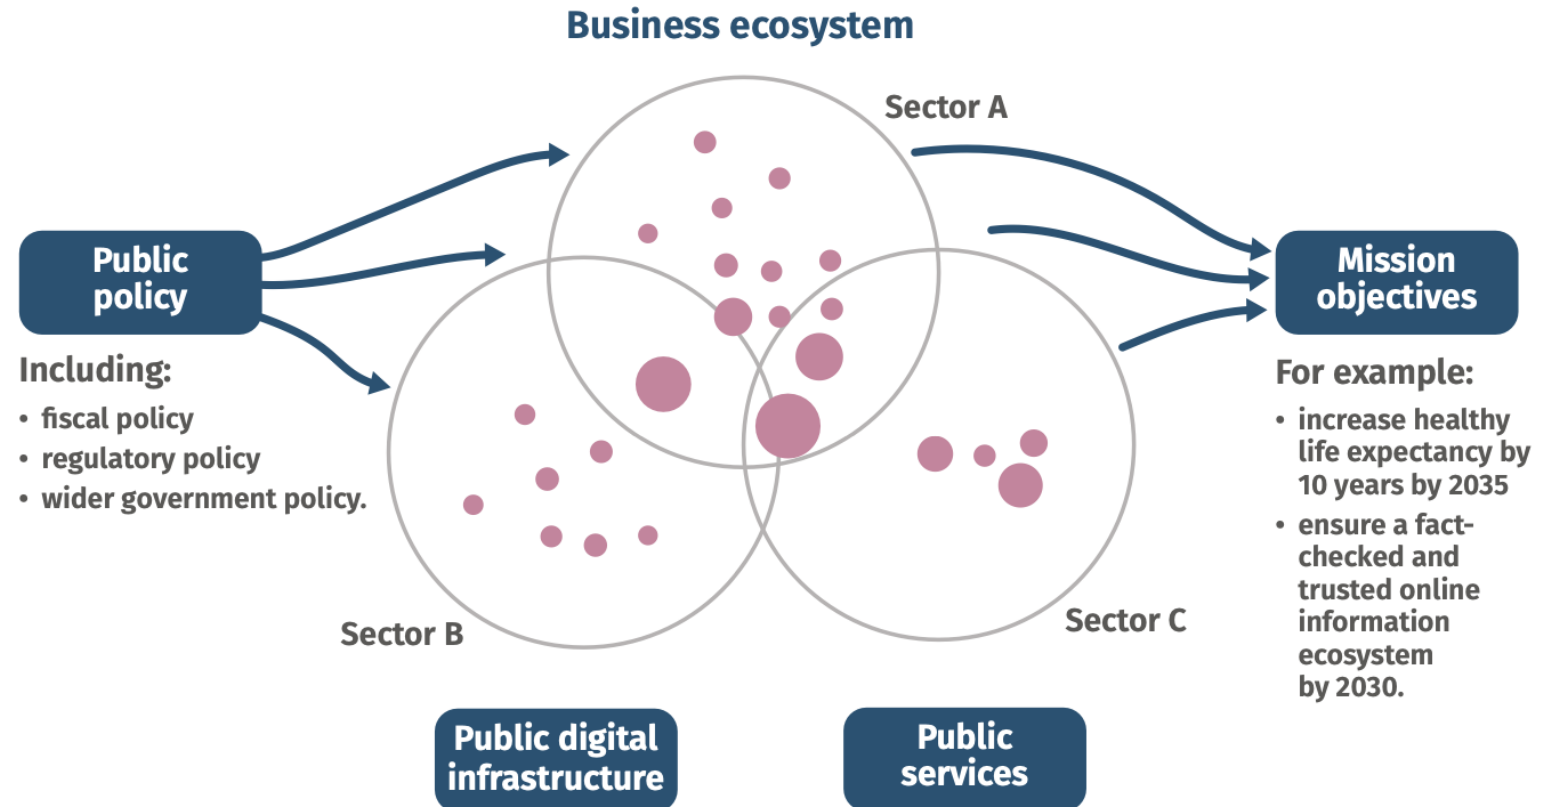 Business ecosystem
Sector A
Public
policy
Including:
• fiscal policy
• regulatory policy
• wider government policy.
Mission
objectives
For example:
• increase healthy
life expectancy by
10 years by 2035
• ensure a fact-
checked and
trusted online
information
ecosystem
by 2030.
Sector B
Sector C
Public digital
infrastructure
Public
services